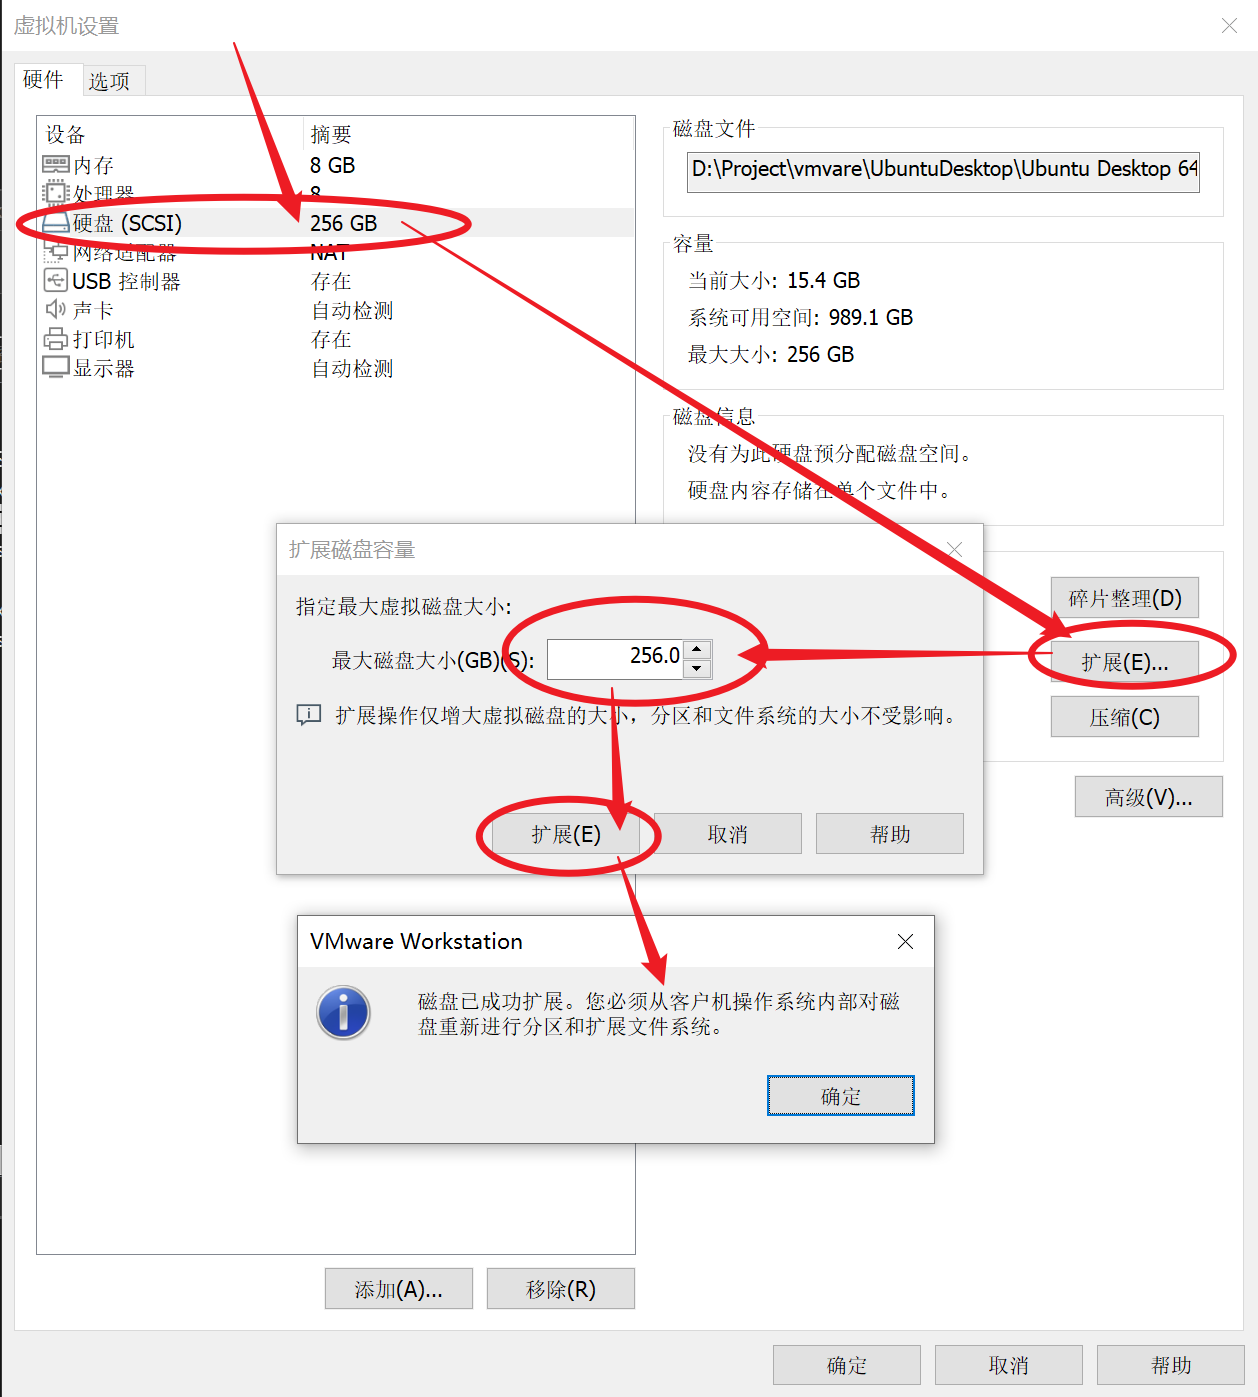 虚拟机设置
硬件
选项
设备 摘要
内存 8 GB
处理器 8
硬盘 (SCSI) 256 GB
网络适配器 NAT
USB 控制器 存在
声卡 自动检测
打印机 存在
显示器 自动检测
磁盘文件
D:\Project\vmvare\UbuntuDesktop\Ubuntu Desktop 64
容量
当前大小: 15.4 GB
系统可用空间: 989.1 GB
最大大小: 256 GB
磁盘信息
没有为此硬盘预分配磁盘空间。
硬盘内容存储在单个文件中。
碎片整理(D)
扩展(E)...
压缩(C)
高级(V)...
扩展磁盘容量
指定最大虚拟磁盘大小:
最大磁盘大小(GB)(S): 256.0
扩展操作仅增大虚拟磁盘的大小，分区和文件系统的大小不受影响。
扩展(E)
取消
帮助
VMware Workstation
磁盘已成功扩展。您必须从客户机操作系统内部对磁
盘重新进行分区和扩展文件系统。
确定
添加(A)...
移除(R)
确定
取消
帮助